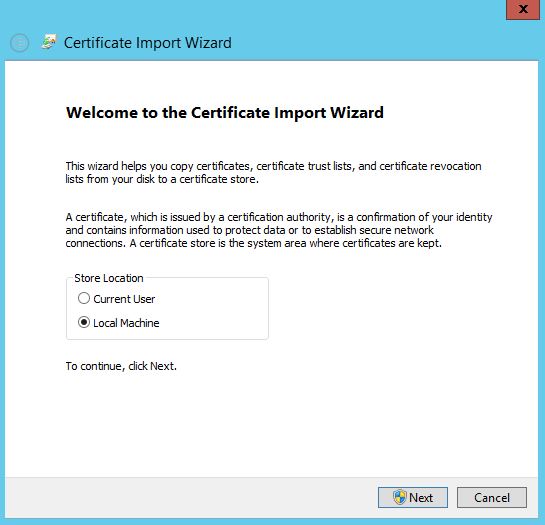 x
Certificate Import Wizard
Welcome to the Certificate Import Wizard
This wizard helps you copy certificates, certificate trust lists, and certificate revocation
lists from your disk to a certificate store.
A certificate, which is issued by a certification authority, is a confirmation of your identity
and contains information used to protect data or to establish secure network
connections. A certificate store is the system area where certificates are kept.
Store Location
Current User
Local Machine
To continue, click Next.
Next
Cancel